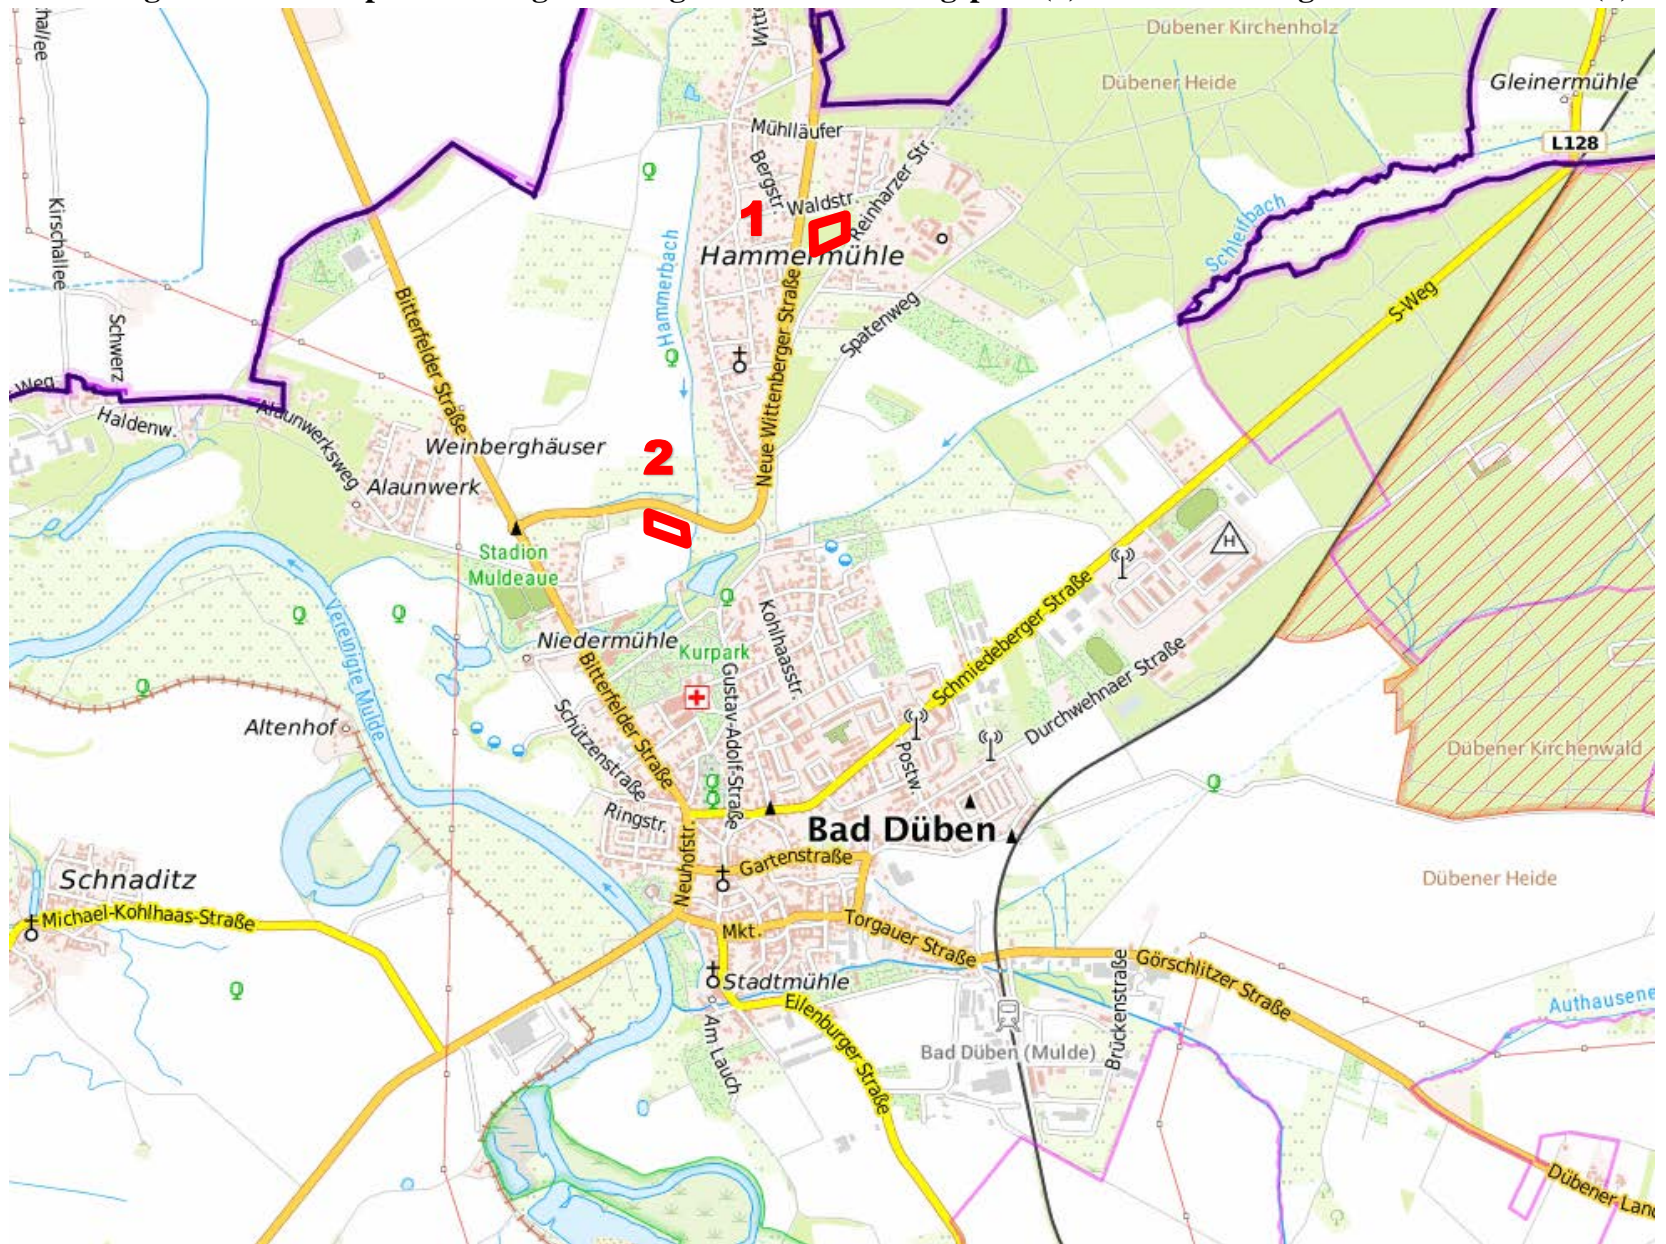 Dübener Kirchenholz
Dübener Heide
Gleinermühle
L128
Mühlläufer
Bergstr.
Waldstr.
Reinharzer Str.
1
Hammermühle
Kirschallee
Schwerz
Weg
Haldenw.
Alaunwerksweg
Bitterfelder Straße
Hammerbach
Schleifbach
S-Weg
Spatenweg
Neue Wittenberger Straße
Weinberghäuser
Alaunwerk
2
Stadion
Muldeaue
H
Vereinigte Mulde
Niedermühle
Kurpark
Kohlhaasstr.
Gustav-Adolf-Straße
Bitterfelder Straße
Schützenstraße
Schmiedeberger Straße
Durchwehnaer Straße
Postw.
Altenhof
Dübener Kirchenwald
Ringstr.
Bad Düben
Neuhofstr.
Gartenstraße
Schnaditz
Dübener Heide
Michael-Kohlhaas-Straße
Mkt.
Torgauer Straße
Stadtmühle
Görschlitzer Straße
Brückenstraße
Eilenburger Straße
Am Lauch
Bad Düben (Mulde)
Authausene
Dübener Land